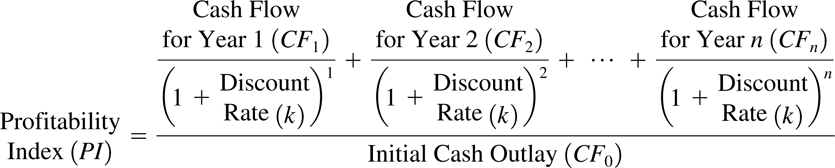 Cash Flow Cash Flow Cash Flow
for Year 1 (CF₁) for Year 2 (CF₂) for Year n (CFₙ)
+ + ⋯ +
(1 + Discount Rate (k))¹ (1 + Discount Rate (k))² (1 + Discount Rate (k))ⁿ
Profitability
Index (PI) =
Initial Cash Outlay (CF₀)